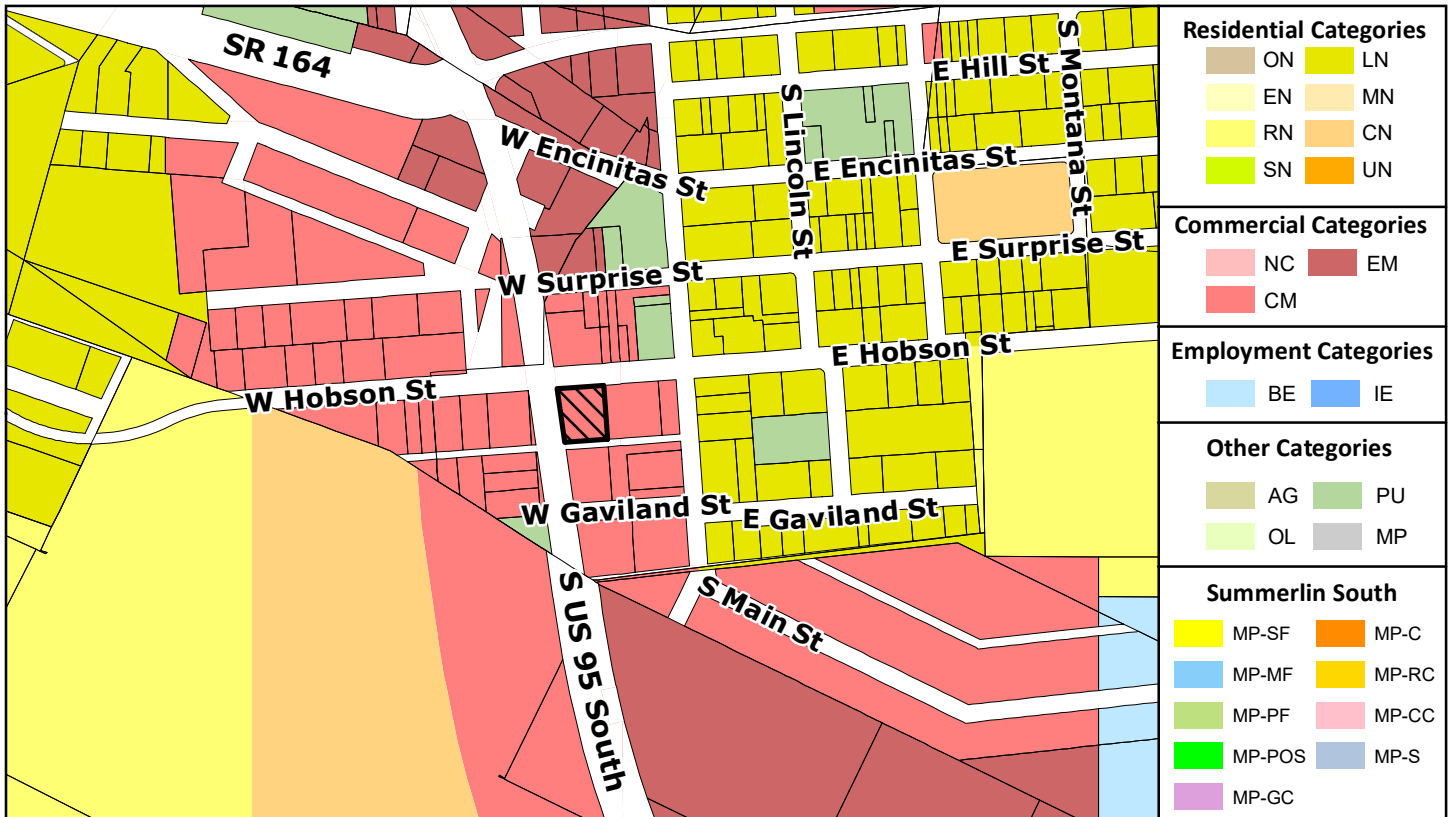 SR 164
W Encinitas St
W Surprise St
W Hobson St
W Gaviland St
S US 95 South
S Main St
S Lincoln St
S Montana St
E Hill St
E Encinitas St
E Surprise St
E Hobson St
E Gaviland St
Residential Categories
ON LN
EN MN
RN CN
SN UN
Commercial Categories
NC EM
CM
Employment Categories
BE IE
Other Categories
AG PU
OL MP
Summerlin South
MP-SF MP-C
MP-MF MP-RC
MP-PF MP-CC
MP-POS MP-S
MP-GC